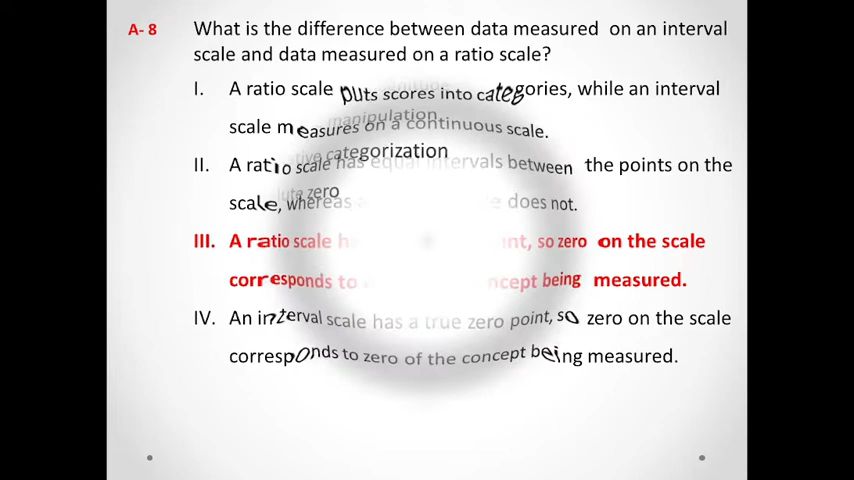 A- 8 What is the difference between data measured on an interval
scale and data measured on a ratio scale?
I. A ratio scale puts scores into categories, while an interval
scale measures on a continuous scale.
manipulation
categorization
II. A ratio scale has equal intervals between the points on the
zero
scale, whereas a does not.
III. A ratio scale so zero on the scale
corresponds to being measured.
IV. An interval scale has a true zero point, so zero on the scale
corresponds to zero of the concept being measured.